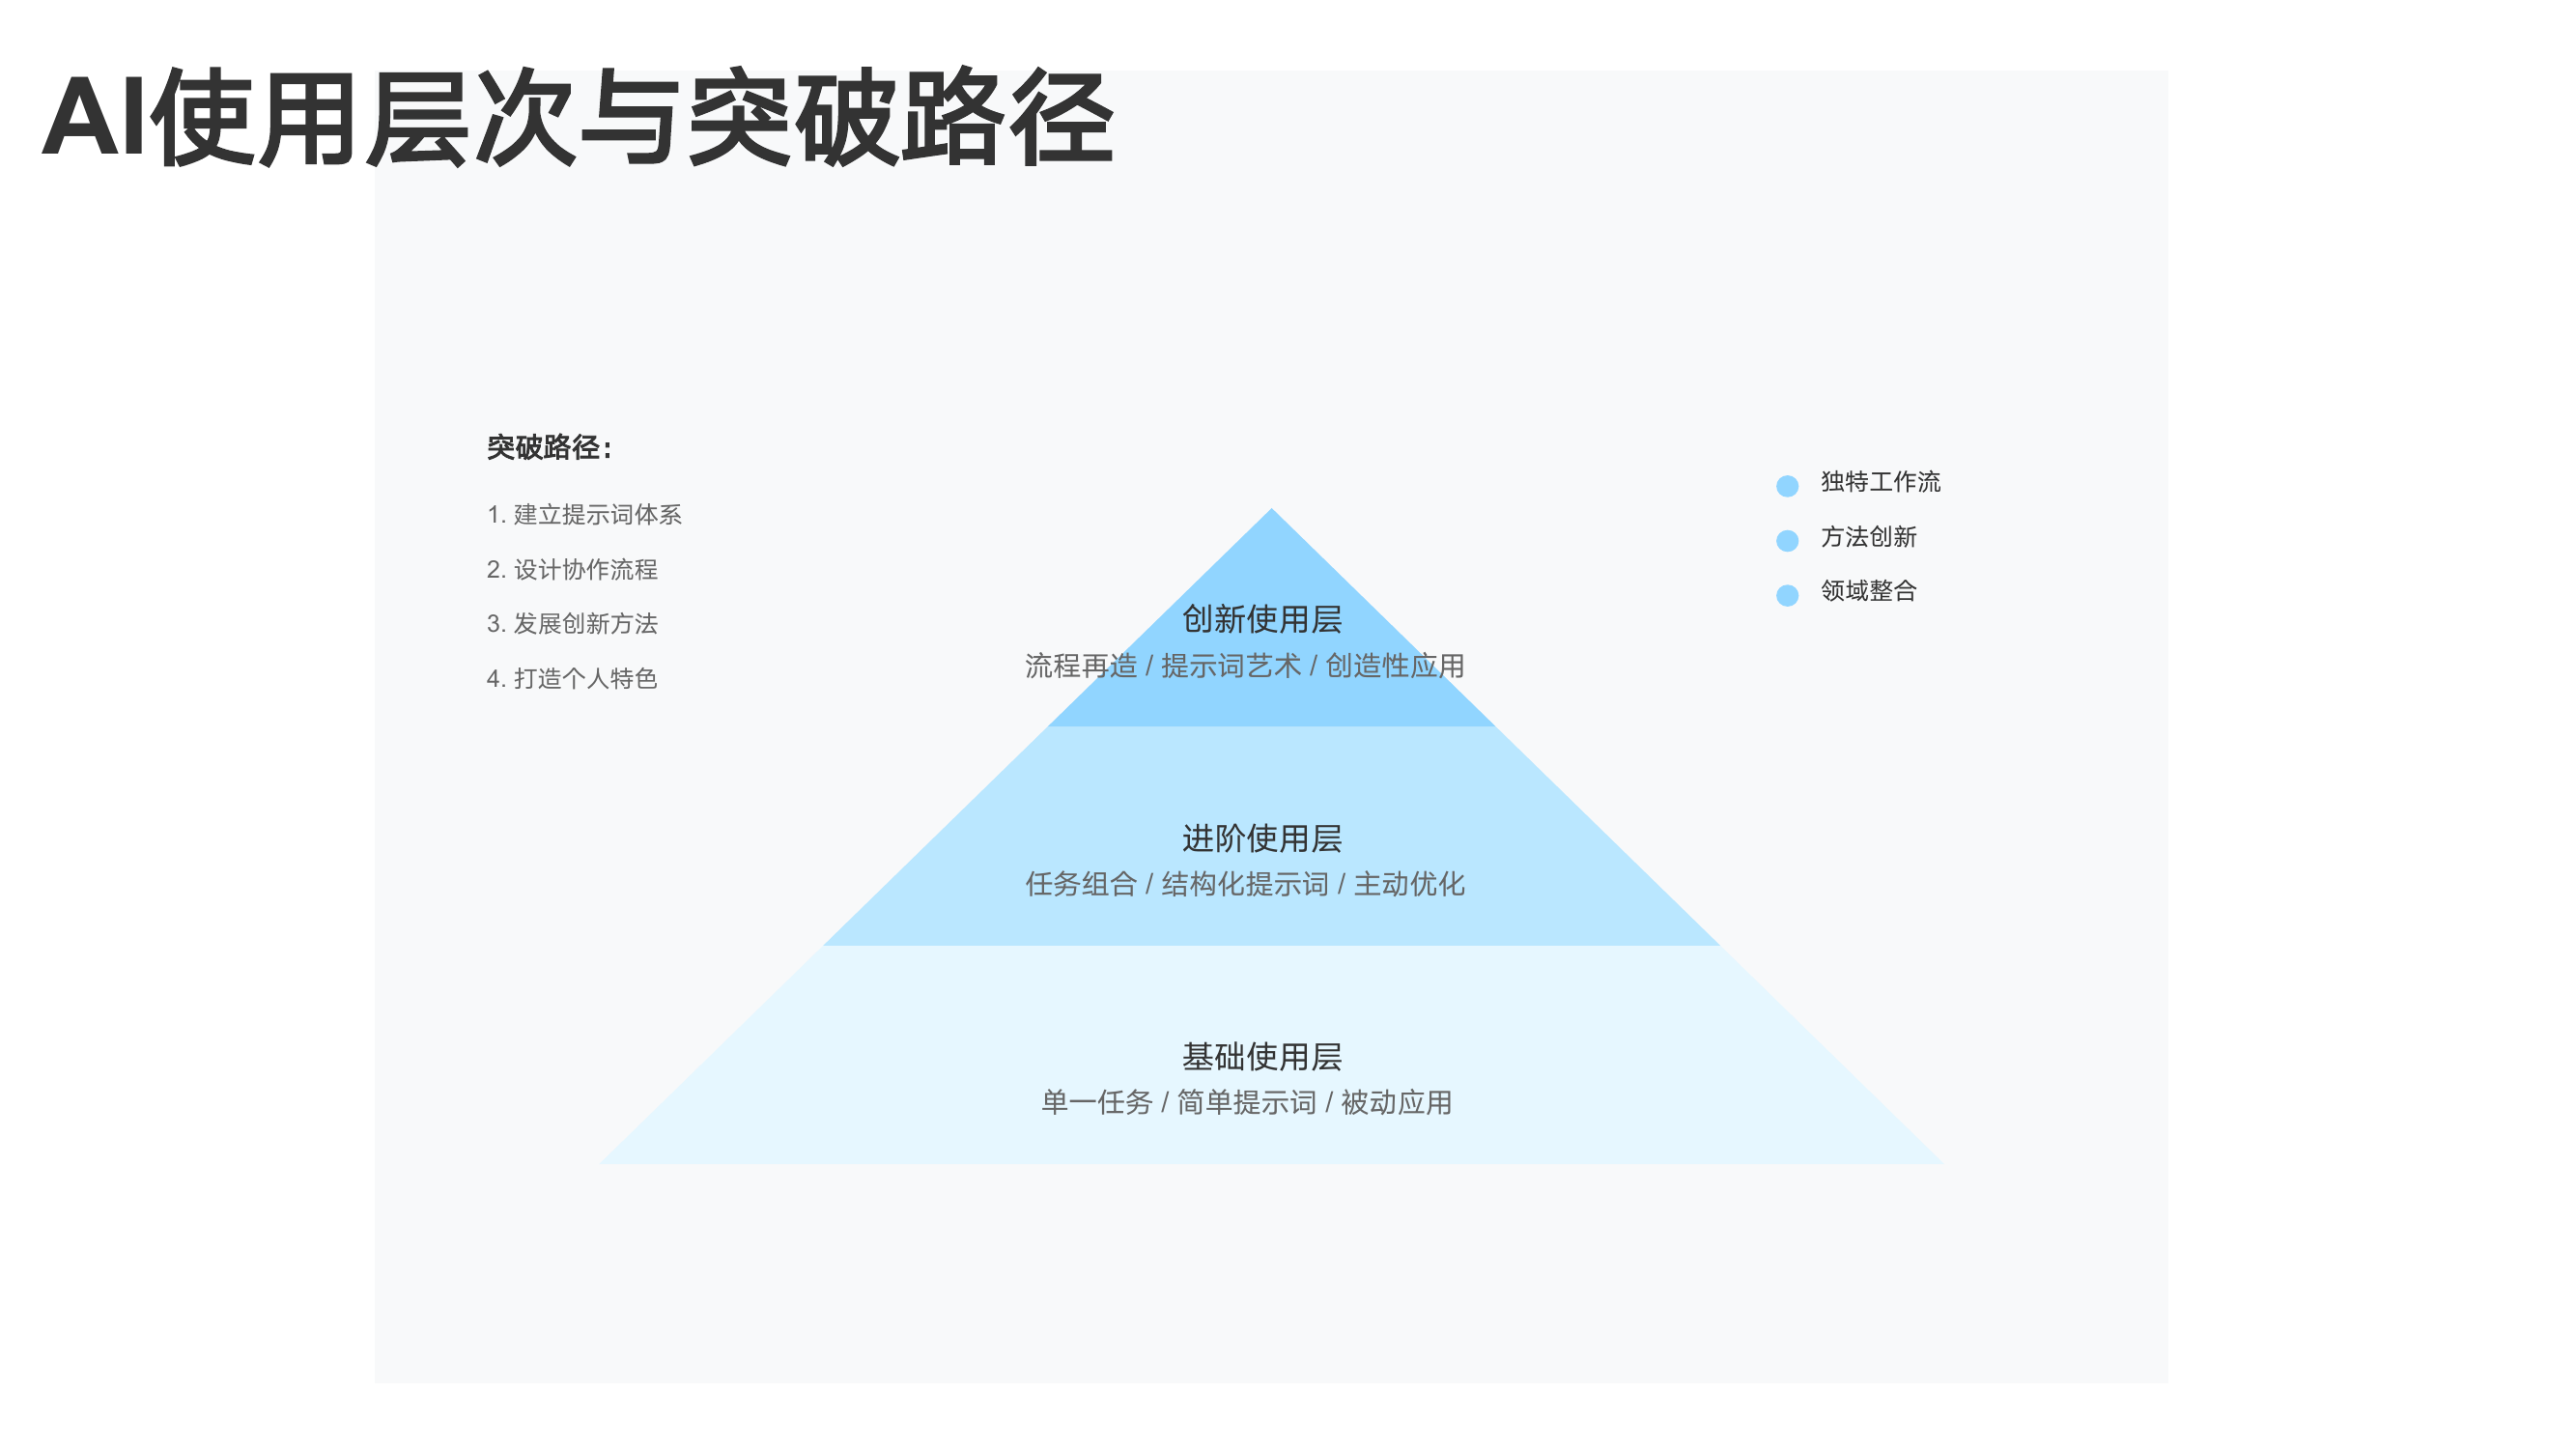 AI使用层次与突破路径
突破路径：
1. 建立提示词体系
2. 设计协作流程
3. 发展创新方法
4. 打造个人特色
独特工作流
方法创新
领域整合
创新使用层
流程再造 / 提示词艺术 / 创造性应用
进阶使用层
任务组合 / 结构化提示词 / 主动优化
基础使用层
单一任务 / 简单提示词 / 被动应用